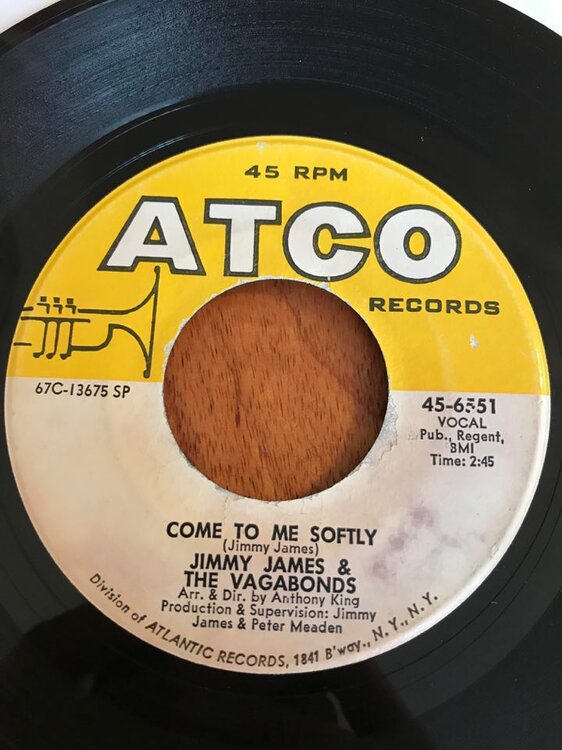 45 RPM
ATCO
RECORDS
67C-13675 SP
45-6551
VOCAL
Pub., Regent,
BMI
Time: 2:45
COME TO ME SOFTLY
(Jimmy James)
JIMMY JAMES &
THE VAGABONDS
Arr. & Dir. by Anthony King
Production & Supervision: Jimmy
James & Peter Meaden
Division of ATLANTIC RECORDS, 1841 B'way., N. Y., N. Y.